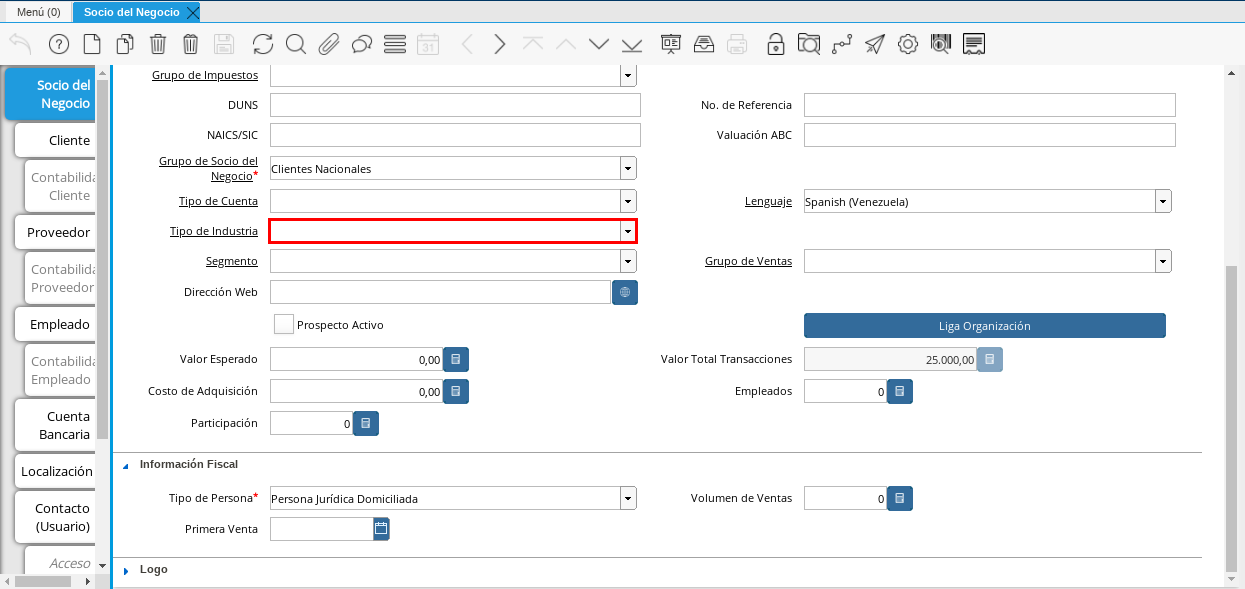 Menú (0)
Socio del Negocio
31
Socio del
Negocio
Cliente
Contabilida
Cliente
Proveedor
Contabilida
Proveedor
Empleado
Contabilida
Empleado
Cuenta
Bancaria
Localización
Contacto
(Usuario)
Acceso
Grupo de Impuestos
DUNS
No. de Referencia
NAICS/SIC
Valuación ABC
Grupo de Socio del
Negocio*
Clientes Nacionales
Tipo de Cuenta
Lenguaje
Spanish (Venezuela)
Tipo de Industria
Segmento
Grupo de Ventas
Dirección Web
Prospecto Activo
Liga Organización
Valor Esperado
0,00
Valor Total Transacciones
25.000,00
Costo de Adquisición
0,00
Empleados
0
Participación
0
Información Fiscal
Tipo de Persona*
Persona Jurídica Domiciliada
Volumen de Ventas
0
Primera Venta
Logo